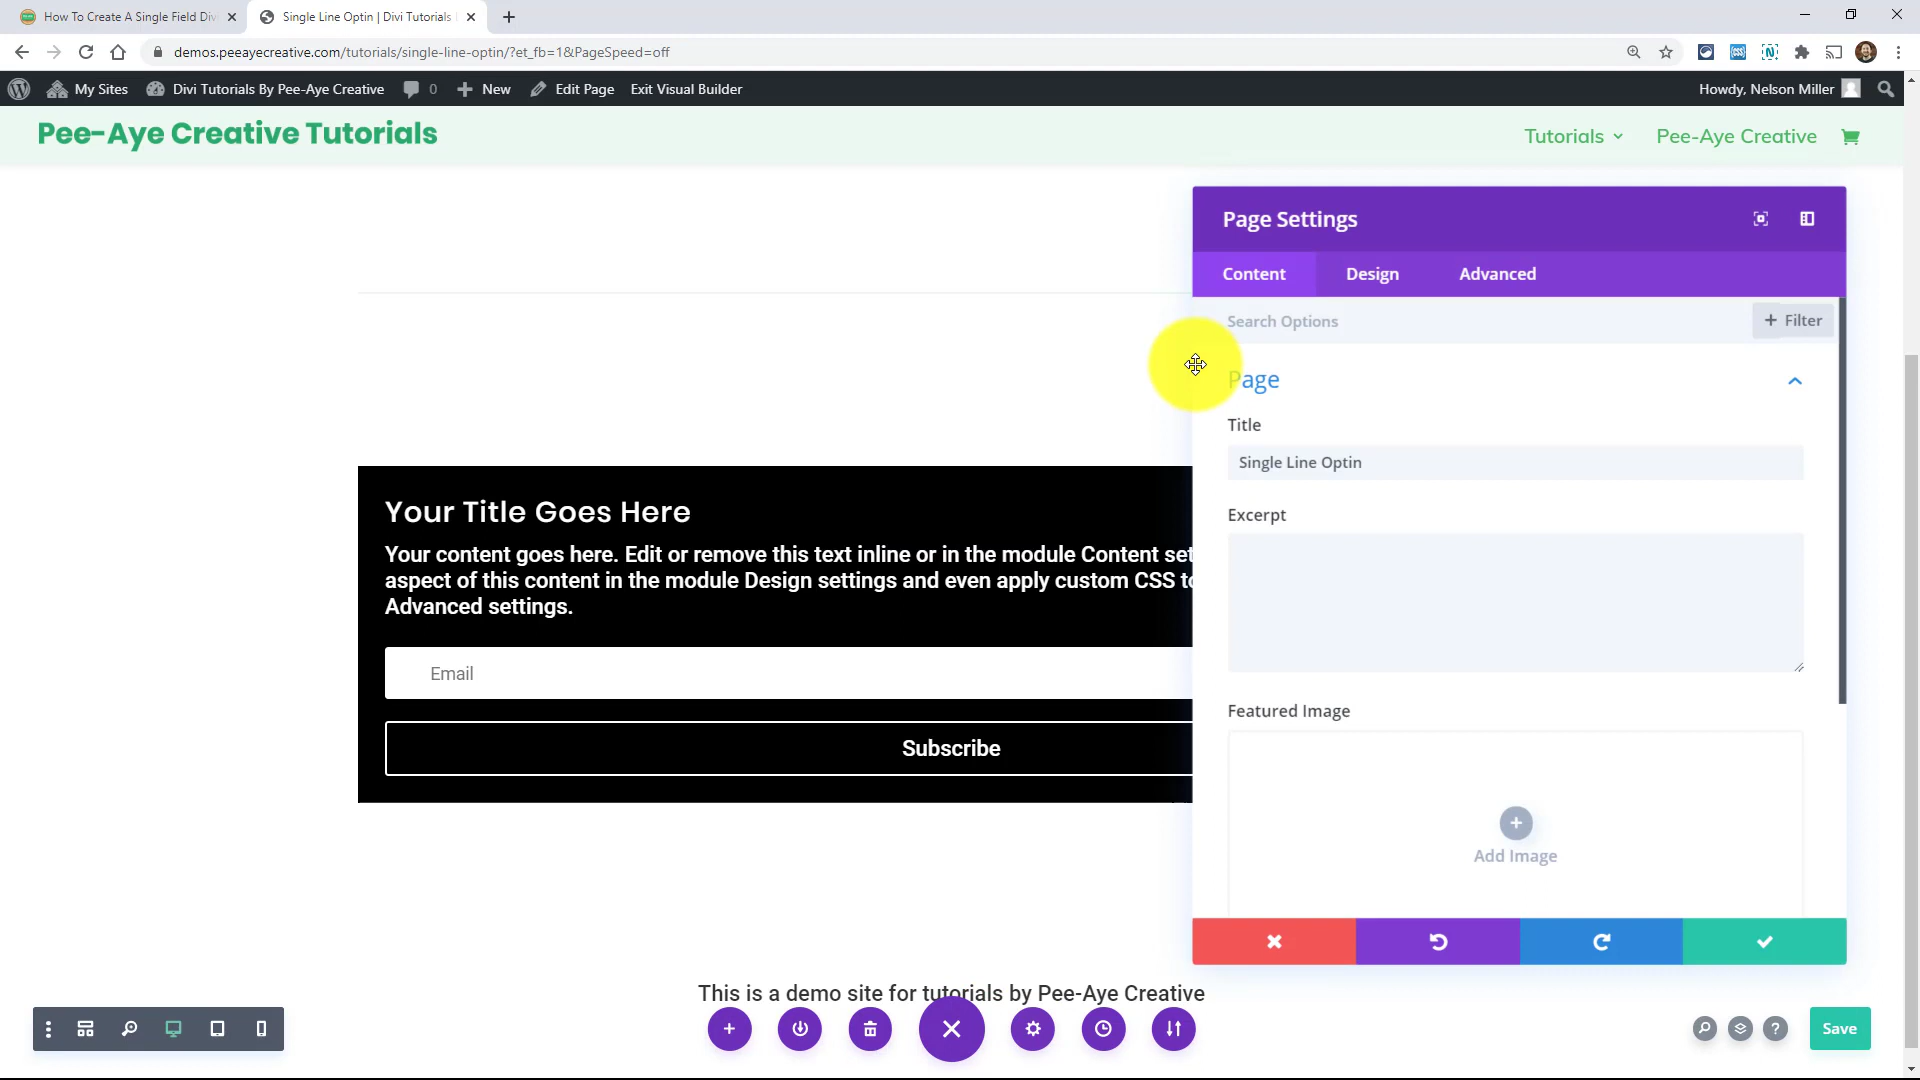 How To Create A Single Field Div
Single Line Optin | Divi Tutorials
demos.peeayecreative.com/tutorials/single-line-optin/?et_fb=1&PageSpeed=off
My Sites
Divi Tutorials By Pee-Aye Creative
0
New
Edit Page
Exit Visual Builder
Howdy, Nelson Miller
Pee-Aye Creative Tutorials
Tutorials
Pee-Aye Creative
Page Settings
Content
Design
Advanced
Search Options
+ Filter
Page
Title
Single Line Optin
Excerpt
Featured Image
Add Image
Your Title Goes Here
Your content goes here. Edit or remove this text inline or in the module Content set
aspect of this content in the module Design settings and even apply custom CSS to
Advanced settings.
Email
Subscribe
This is a demo site for tutorials by Pee-Aye Creative
Save